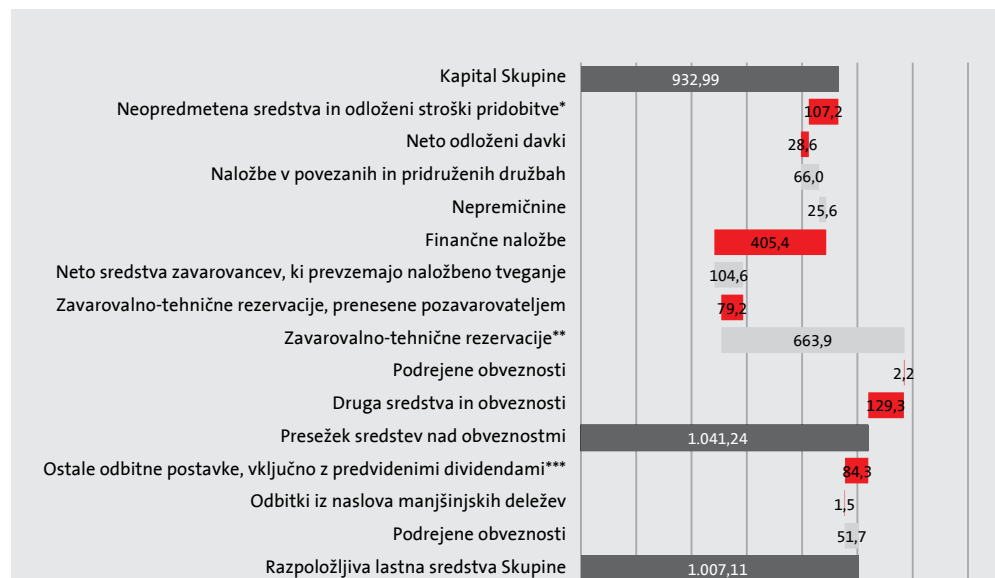 Kapital Skupine 932,99
Neopredmetena sredstva in odloženi stroški pridobitve* 107,2
Neto odloženi davki 28,6
Naložbe v povezanih in pridruženih družbah 66,0
Nepremičnine 25,6
Finančne naložbe 405,4
Neto sredstva zavarovancev, ki prevzemajo naložbeno tveganje 104,6
Zavarovalno-tehnične rezervacije, prenesene pozavarovateljem 79,2
Zavarovalno-tehnične rezervacije** 663,9
Podrejene obveznosti 2,2
Druga sredstva in obveznosti 129,3
Presežek sredstev nad obveznostmi 1.041,24
Ostale odbitne postavke, vključno z predvidenimi dividendami*** 84,3
Odbitki iz naslova manjšinjskih deležev 1,5
Podrejene obveznosti 51,7
Razpoložljiva lastna sredstva Skupine 1.007,11